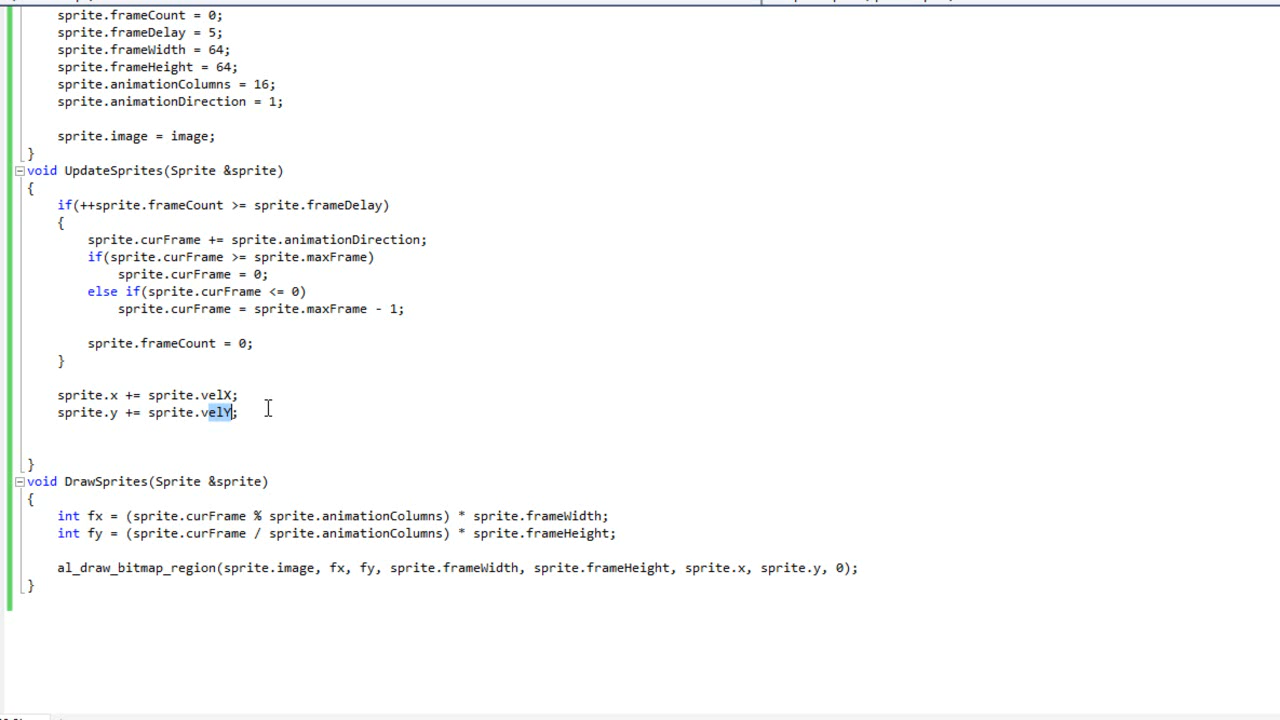 sprite.frameCount = 0;
sprite.frameDelay = 5;
sprite.frameWidth = 64;
sprite.frameHeight = 64;
sprite.animationColumns = 16;
sprite.animationDirection = 1;
sprite.image = image;
}
void UpdateSprites(Sprite &sprite)
{
if(++sprite.frameCount >= sprite.frameDelay)
{
sprite.curFrame += sprite.animationDirection;
if(sprite.curFrame >= sprite.maxFrame)
sprite.curFrame = 0;
else if(sprite.curFrame <= 0)
sprite.curFrame = sprite.maxFrame - 1;
sprite.frameCount = 0;
}
sprite.x += sprite.velX;
sprite.y += sprite.velY;
}
void DrawSprites(Sprite &sprite)
{
int fx = (sprite.curFrame % sprite.animationColumns) * sprite.frameWidth;
int fy = (sprite.curFrame / sprite.animationColumns) * sprite.frameHeight;
al_draw_bitmap_region(sprite.image, fx, fy, sprite.frameWidth, sprite.frameHeight, sprite.x, sprite.y, 0);
}